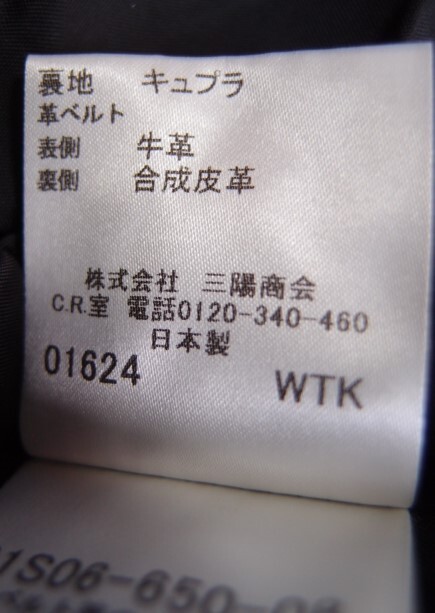 裏地 キュプラ
革ベルト
表側 牛革
裏側 合成皮革
株式会社 三陽商会
C.R.室 電話0120-340-460
日本製
01624 WTK
1S06-650-